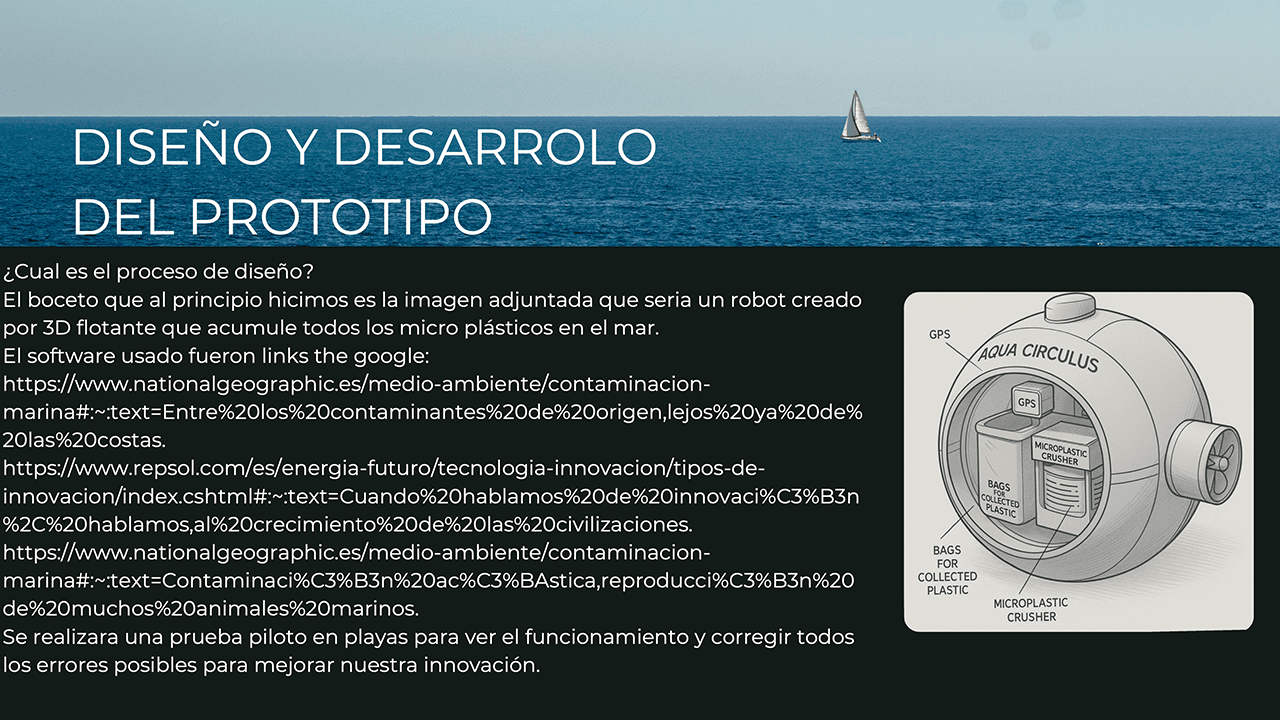 DISEÑO Y DESARROLO
DEL PROTOTIPO
¿Cual es el proceso de diseño?
El boceto que al principio hicimos es la imagen adjuntada que seria un robot creado
por 3D flotante que acumule todos los micro plásticos en el mar.
El software usado fueron links the google:
https://www.nationalgeographic.es/medio-ambiente/contaminacion-
marina#:~:text=Entre%20los%20contaminantes%20de%20origen,lejos%20ya%20de%
20las%20costas.
https://www.repsol.com/es/energia-futuro/tecnologia-innovacion/tipos-de-
innovacion/index.cshtml#:~:text=Cuando%20hablamos%20de%20innovaci%C3%B3n
%2C%20hablamos,al%20crecimiento%20de%20las%20civilizaciones.
https://www.nationalgeographic.es/medio-ambiente/contaminacion-
marina#:~:text=Contaminaci%C3%B3n%20ac%C3%BAstica,reproducci%C3%B3n%20
de%20muchos%20animales%20marinos.
Se realizara una prueba piloto en playas para ver el funcionamiento y corregir todos
los errores posibles para mejorar nuestra innovación.
GPS
AQUA CIRCULUS
GPS
MICROPLASTIC
CRUSHER
BAGS
FOR
COLLECTED
PLASTIC
BAGS
FOR
COLLECTED
PLASTIC
MICROPLASTIC
CRUSHER